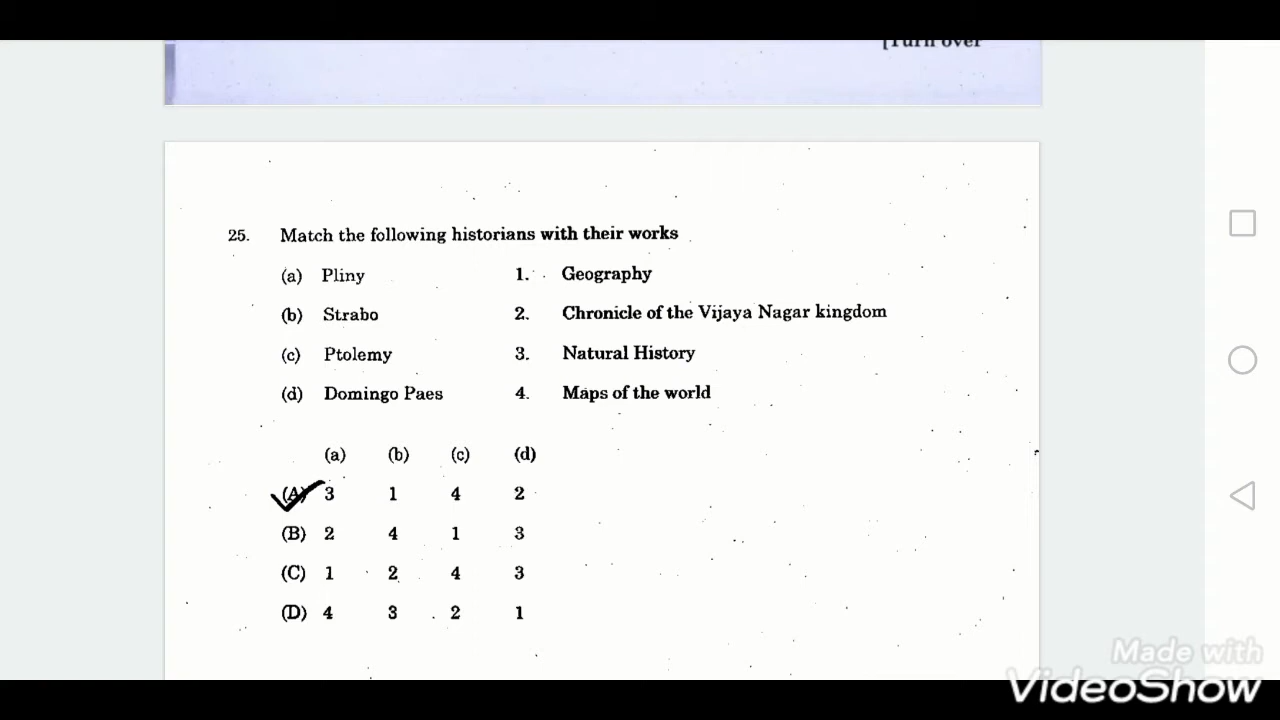 [Turn over
25. Match the following historians with their works
(a) Pliny 1. Geography
(b) Strabo 2. Chronicle of the Vijaya Nagar kingdom
(c) Ptolemy 3. Natural History
(d) Domingo Paes 4. Maps of the world
(a) (b) (c) (d)
(A) 3 1 4 2
(B) 2 4 1 3
(C) 1 2 4 3
(D) 4 3 2 1
Made with
VideoShow